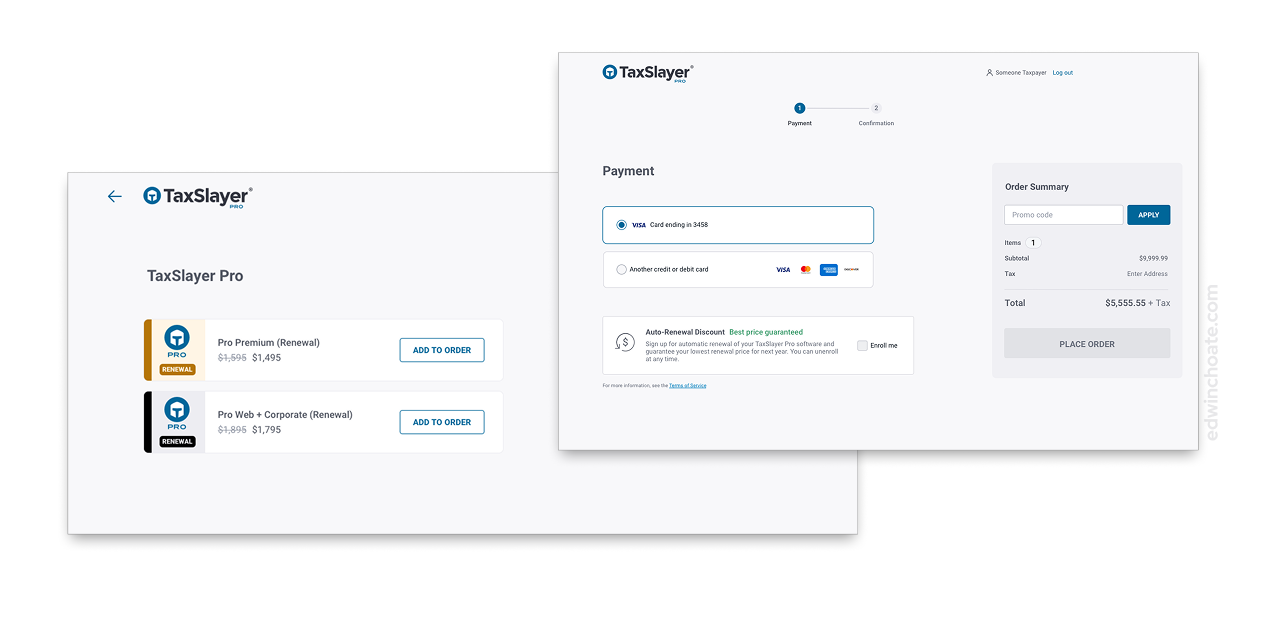 TaxSlayer®
PRO
TaxSlayer Pro
PRO
RENEWAL
Pro Premium (Renewal)
$1,595 $1,495
ADD TO ORDER
PRO
RENEWAL
Pro Web + Corporate (Renewal)
$1,895 $1,795
ADD TO ORDER
TaxSlayer®
PRO
Someone Taxpayer Log out
1 2
Payment Confirmation
Payment
VISA Card ending in 3458
Another credit or debit card VISA AMERICAN EXPRESS DISCOVER
Auto-Renewal Discount Best price guaranteed
Sign up for automatic renewal of your TaxSlayer Pro software and
guarantee your lowest renewal price for next year. You can unenroll
at any time.
Enroll me
For more information, see the Terms of Service
Order Summary
Promo code APPLY
Items 1
Subtotal $9,999.99
Tax Enter Address
Total $5,555.55 + Tax
PLACE ORDER
edwinchoate.com